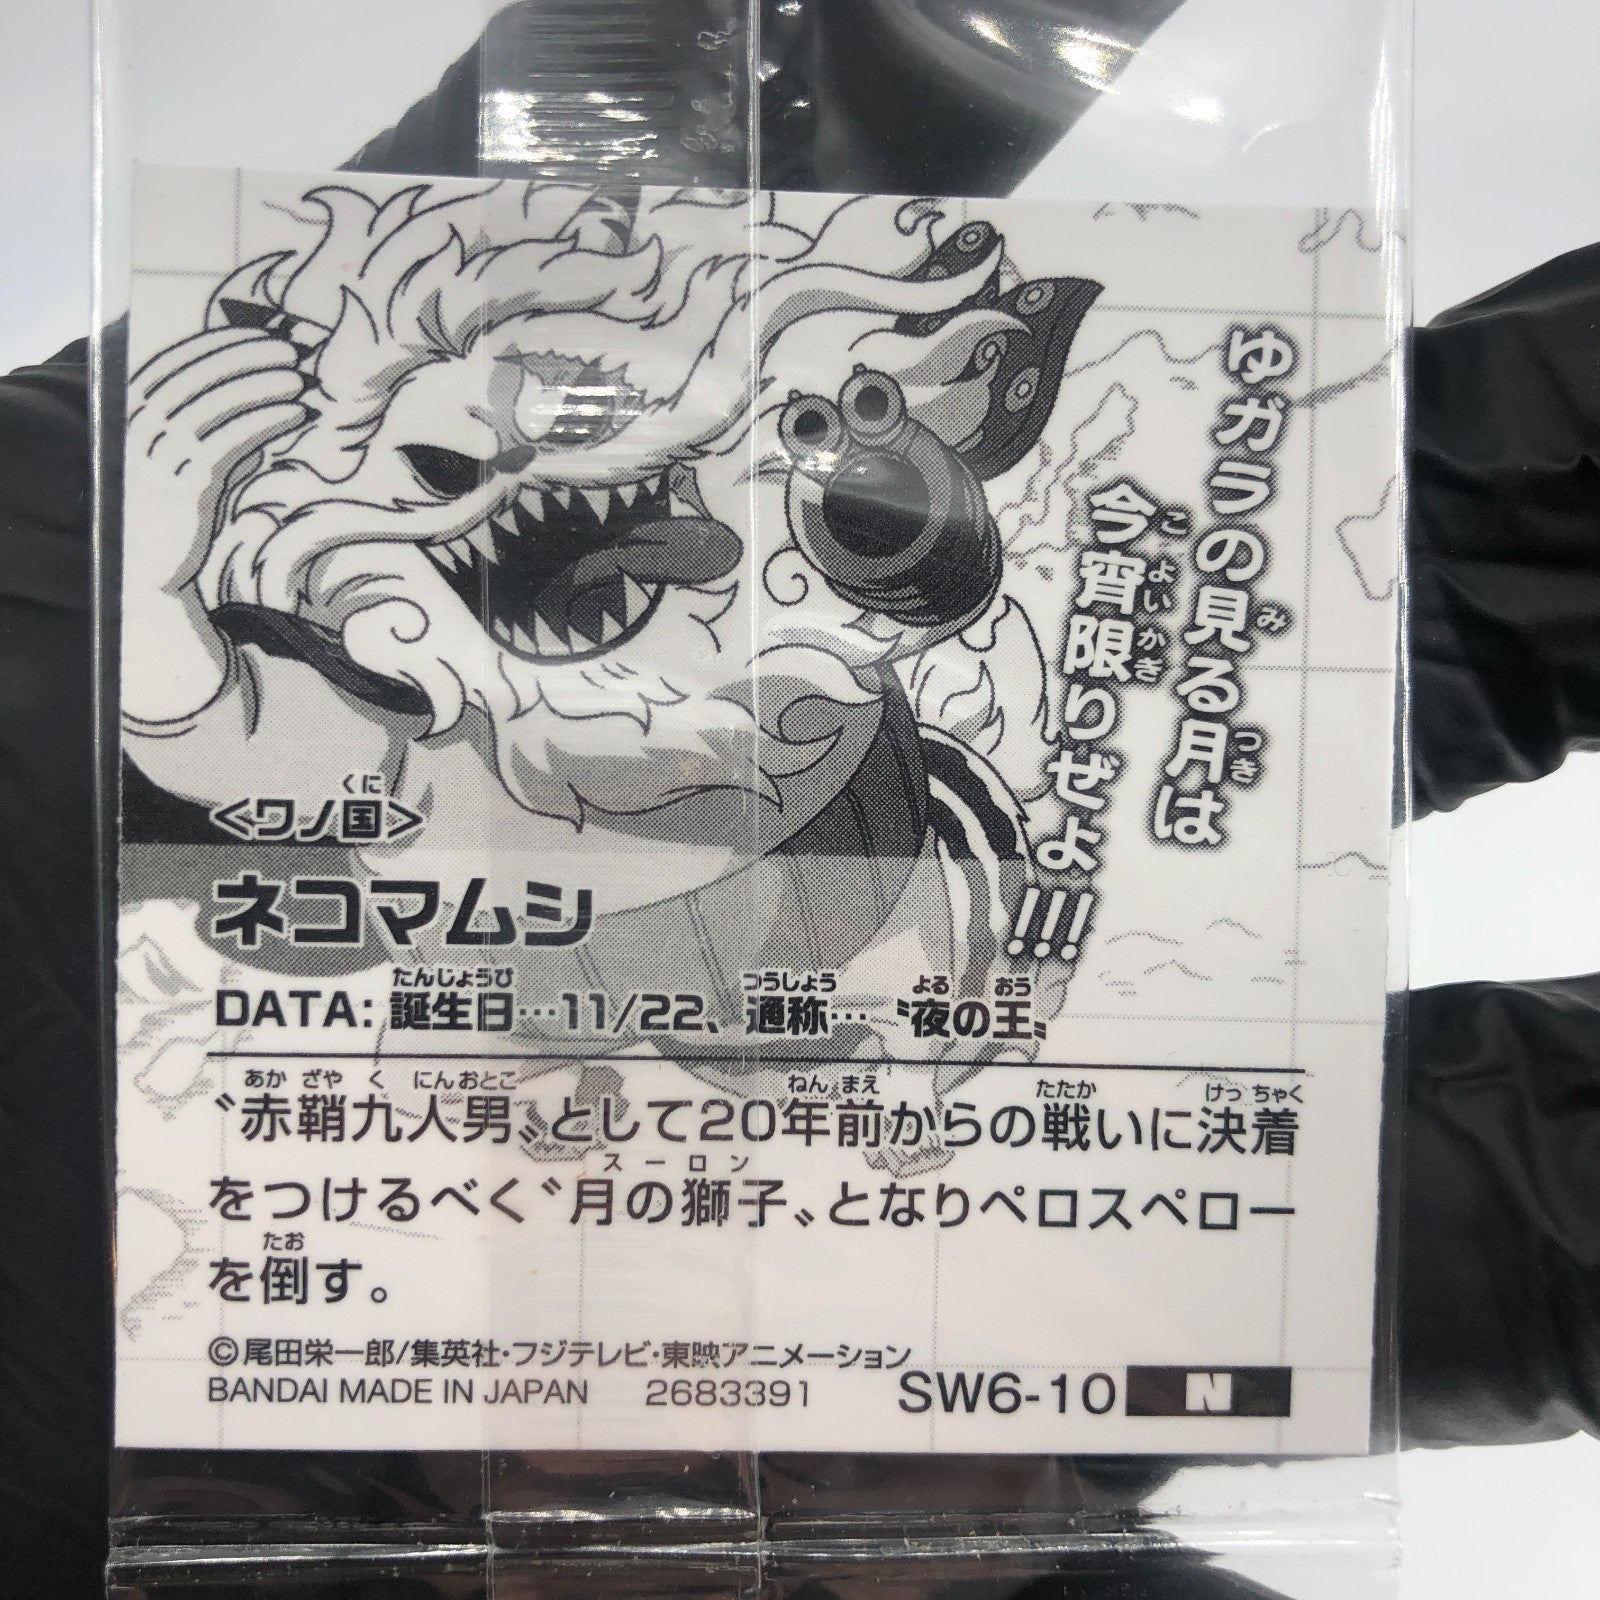 ゆガラの見る月は
今宵限りぜよ!!!
<ワノ国>
ネコマムシ
DATA: 誕生日…11/22、通称…〝夜の王〟
〝赤鞘九人男〟として20年前からの戦いに決着
をつけるべく〝月の獅子〟となりペロスペロー
を倒す。
©尾田栄一郎/集英社・フジテレビ・東映アニメーション
BANDAI MADE IN JAPAN 2683391
SW6-10 N